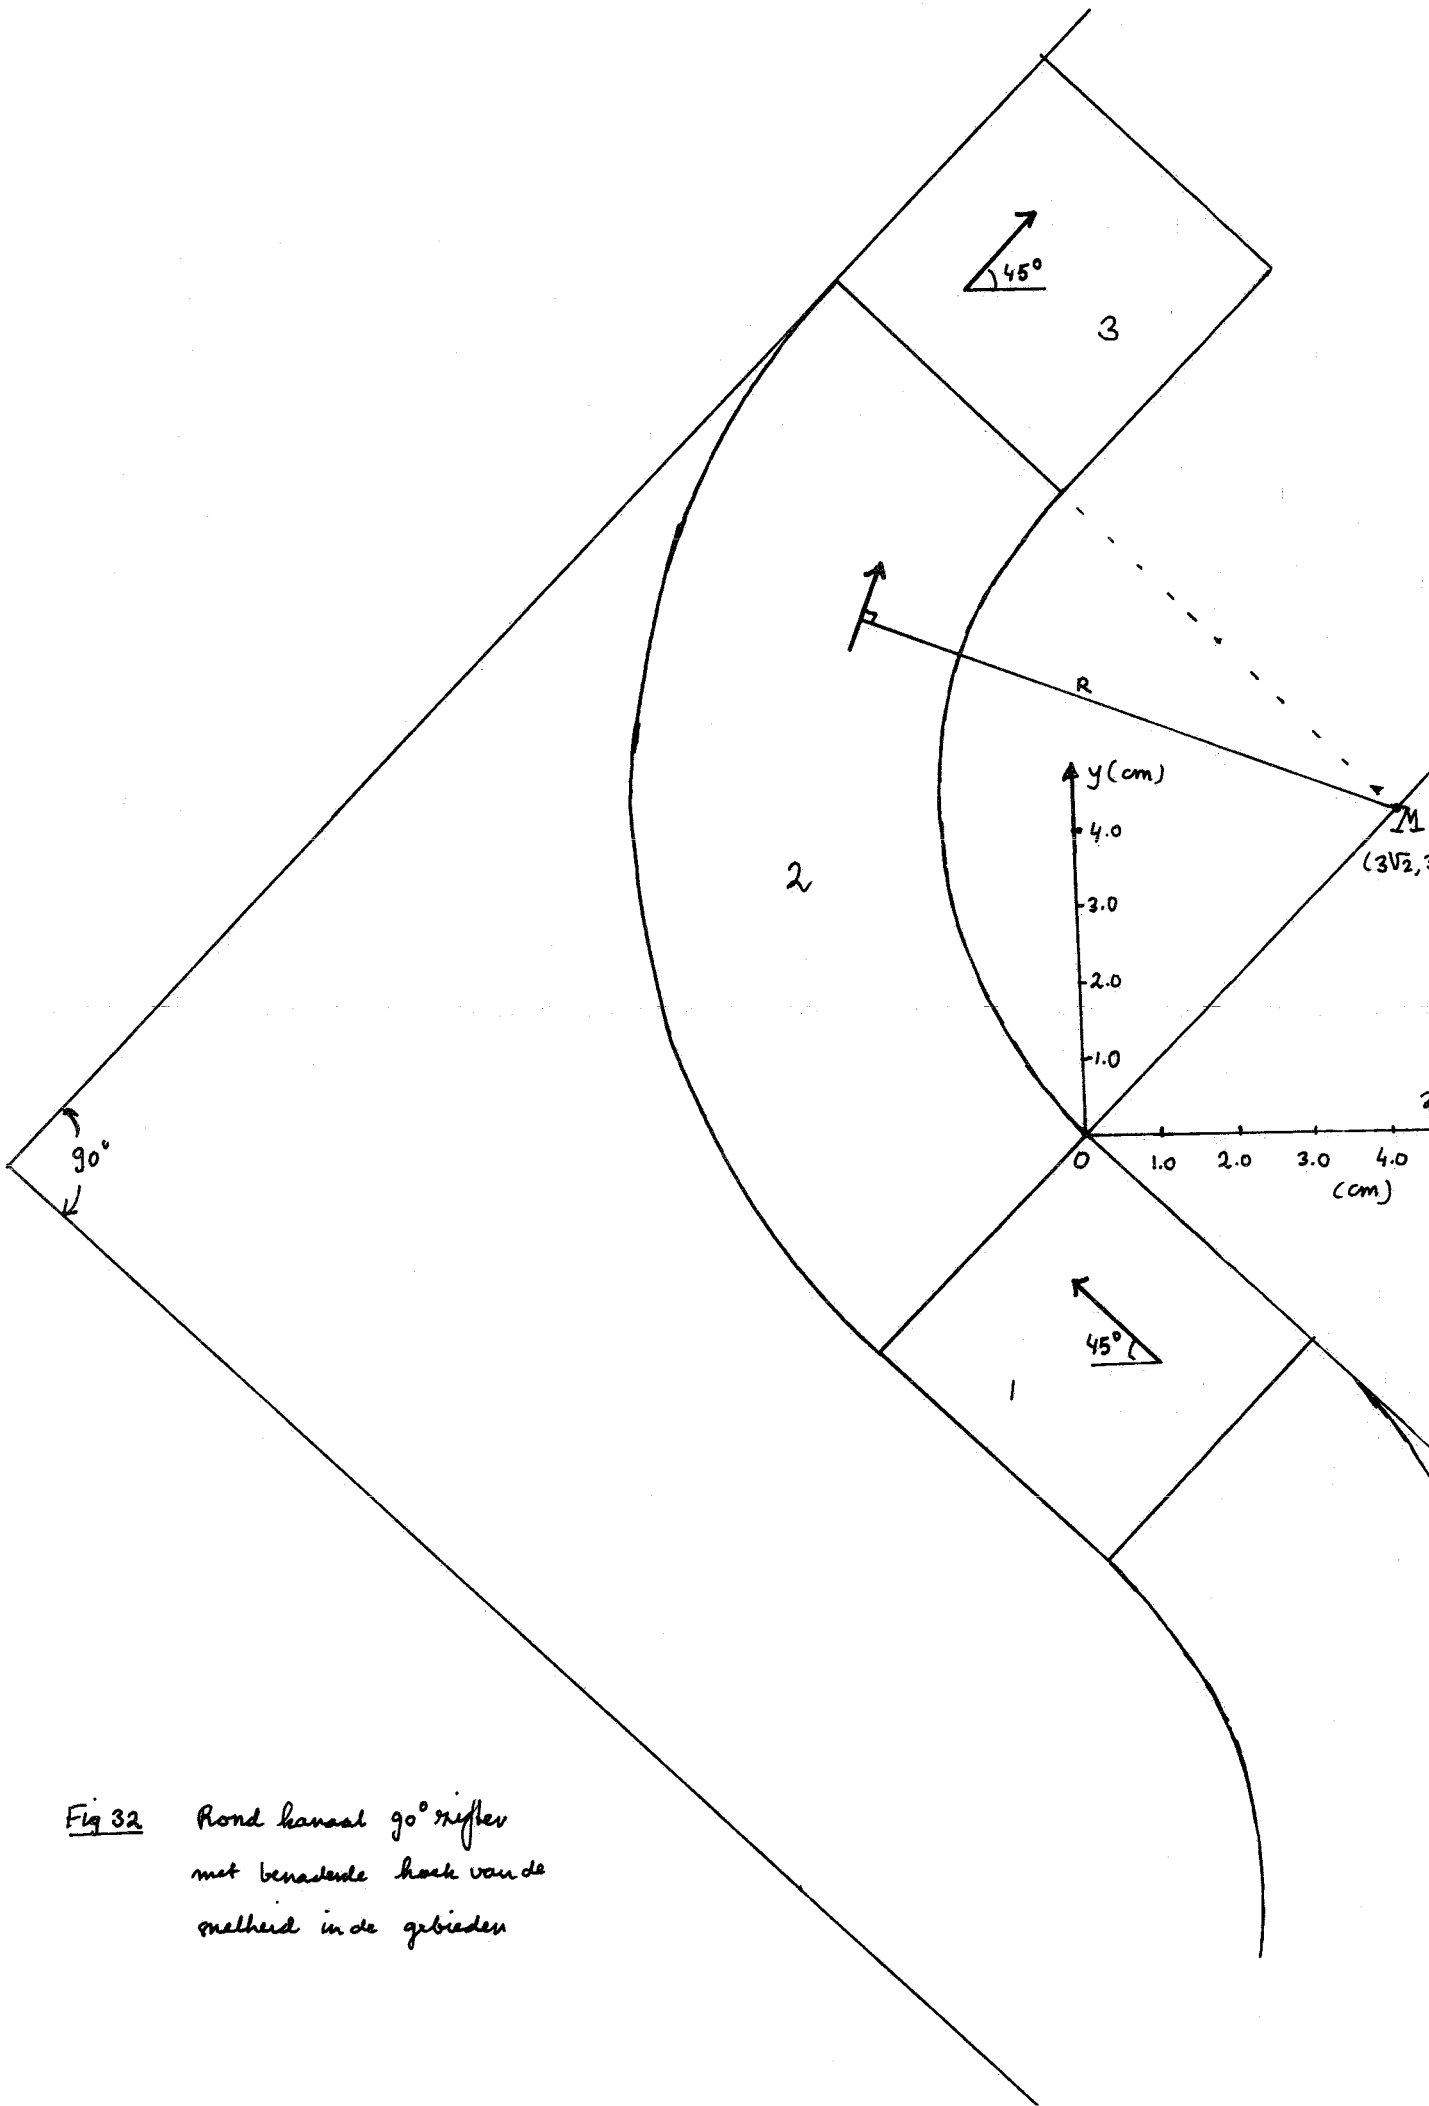 45°
3
R
y (cm)
4.0
M
(3√2, 3
2
3.0
2.0
1.0
90°
0 1.0 2.0 3.0 4.0
(cm)
45°
1
Fig 32 Rond kanaal 90°
met benaderde hoek van de
snelheid in de gebieden